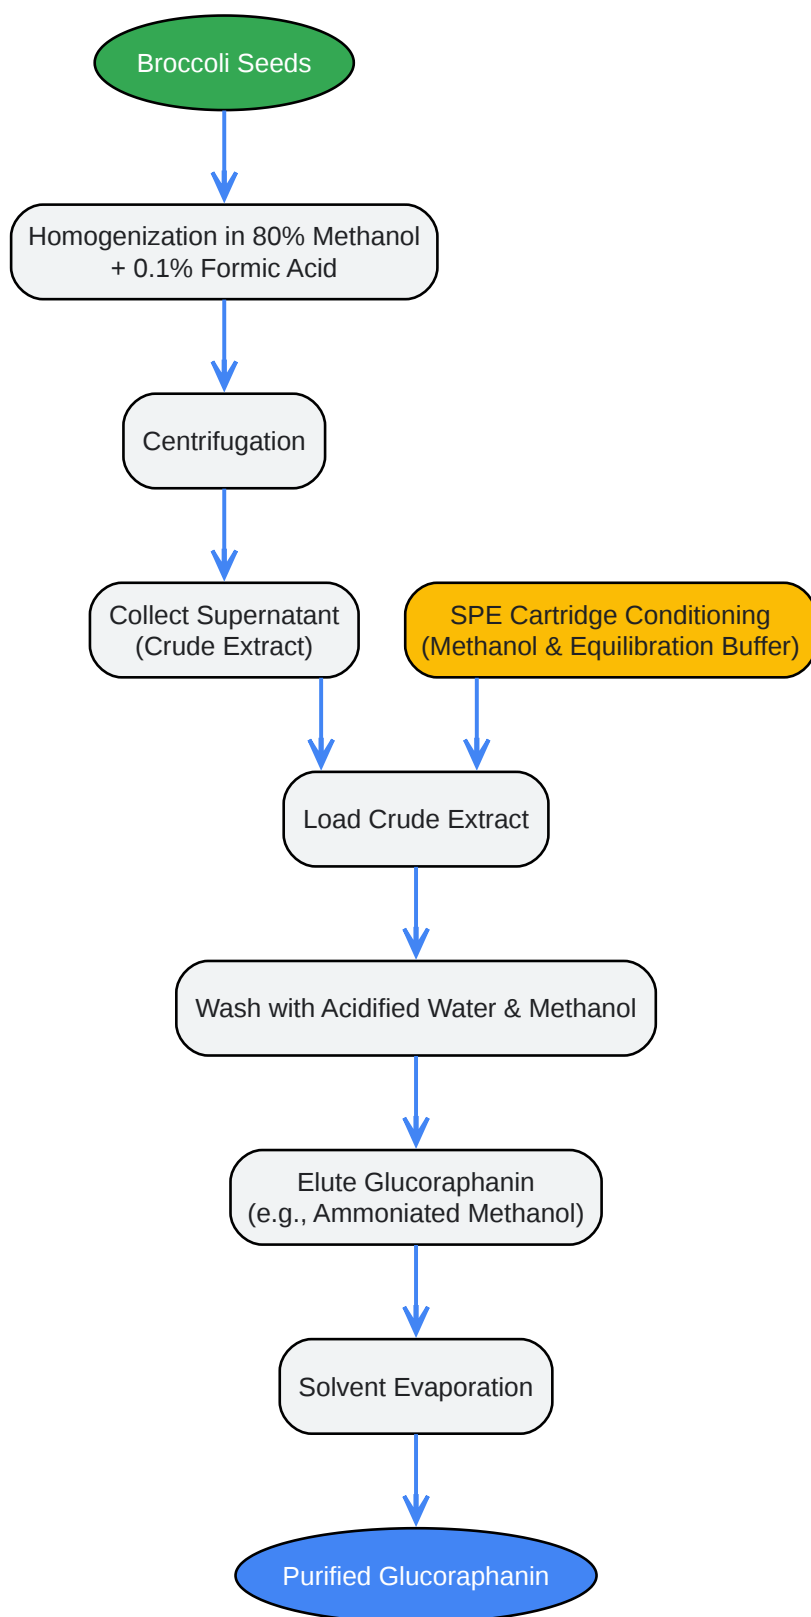 Broccoli Seeds
Homogenization in 80% Methanol
+ 0.1% Formic Acid
Centrifugation
Collect Supernatant
(Crude Extract)
SPE Cartridge Conditioning
(Methanol & Equilibration Buffer)
Load Crude Extract
Wash with Acidified Water & Methanol
Elute Glucoraphanin
(e.g., Ammoniated Methanol)
Solvent Evaporation
Purified Glucoraphanin